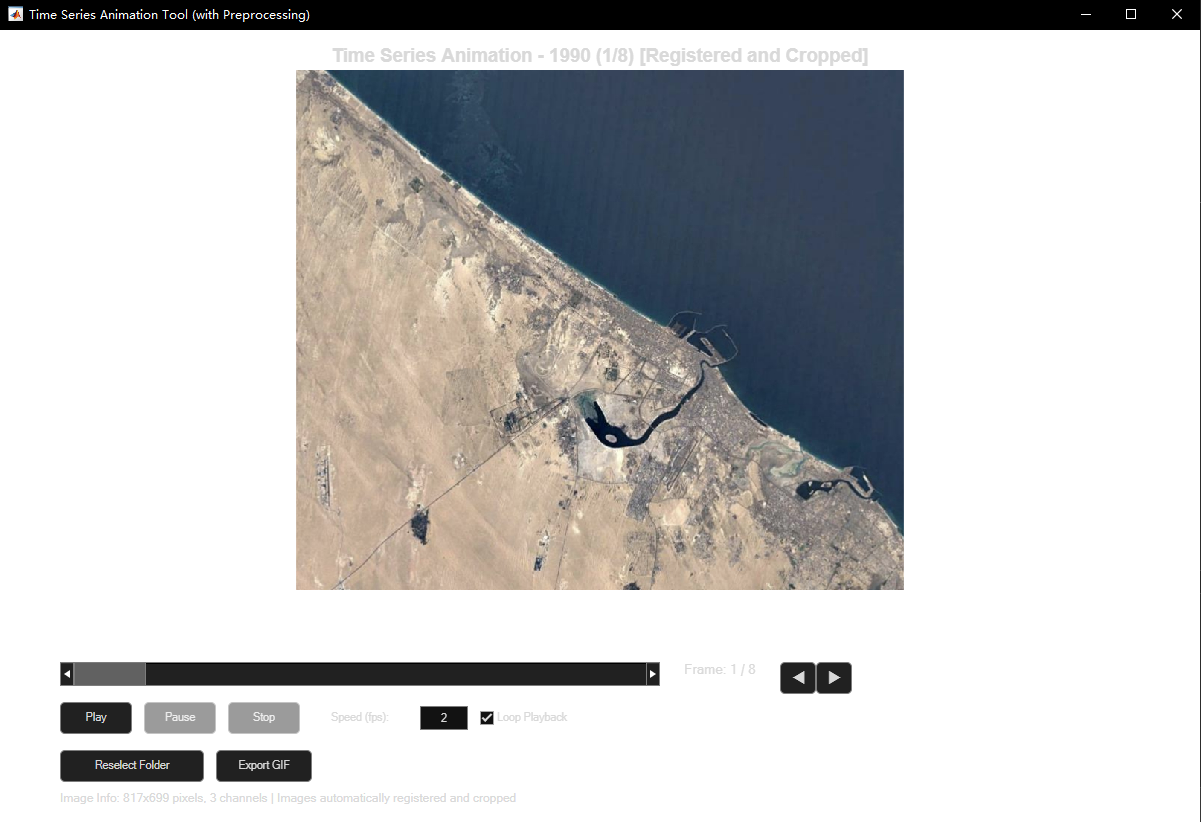 Time Series Animation Tool (with Preprocessing)
Time Series Animation - 1990 (1/8) [Registered and Cropped]
Frame: 1 / 8
Play Pause Stop Speed (fps): 2 Loop Playback
Reselect Folder Export GIF
Image Info: 817x699 pixels, 3 channels | Images automatically registered and cropped